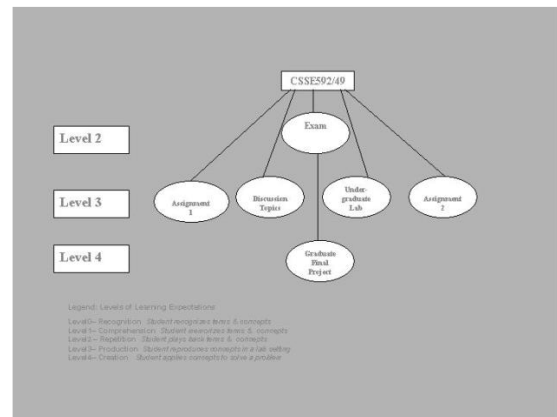 CSSE592/49
Exam
Level 2
Level 3
Assignment
1
Discussion
Topics
Under-
graduate
Lab
Assignment
2
Level 4
Graduate
Final
Project
Legend: Levels of Learning Expectations
Level0– Recognition Student recognizes terms & concepts
Level1– Comprehension Student memorizes terms & concepts
Level2– Repetition Student plays back terms & concepts
Level3– Production Student reproduces concepts in a lab setting
Level4– Creation Student applies concepts to solve a problem